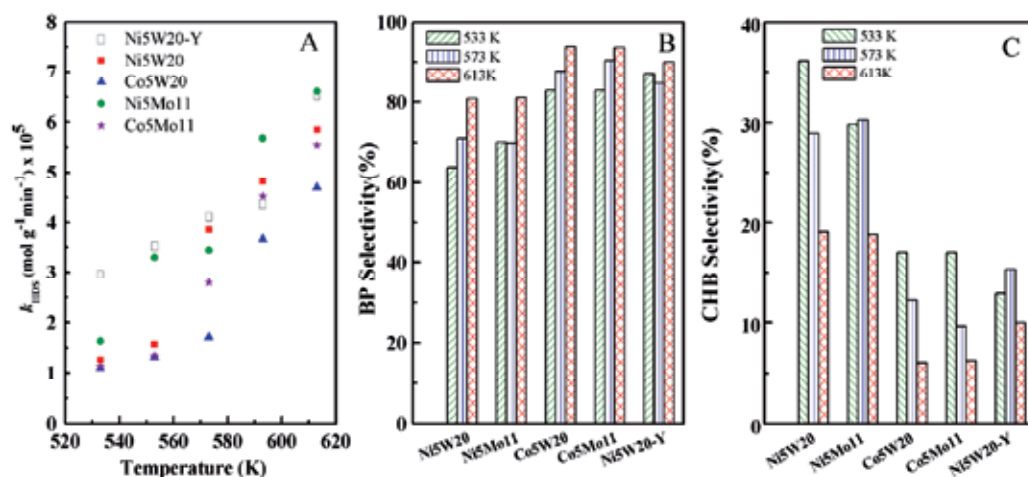 8
7
6
5
4
3
2
1
0
k_HDS (mol g⁻¹ min⁻¹) x 10⁵
Ni5W20-Y
Ni5W20
Co5W20
Ni5Mo11
Co5Mo11
A
520 540 560 580 600 620
Temperature (K)
100
80
60
40
20
0
BP Selectivity(%)
533 K
573 K
613K
B
Ni5W20 Ni5Mo11 Co5W20 Co5Mo11 Ni5W20-Y
40
30
20
10
0
CHB Selectivity(%)
533 K
573 K
613K
C
Ni5W20 Ni5Mo11 Co5W20 Co5Mo11 Ni5W20-Y